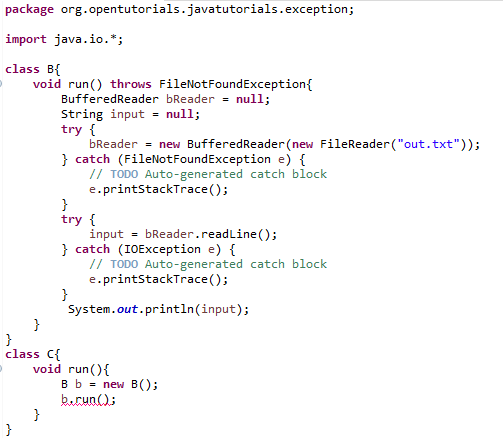 package org.opentutorials.javatutorials.exception;
import java.io.*;
class B{
void run() throws FileNotFoundException{
BufferedReader bReader = null;
String input = null;
try {
bReader = new BufferedReader(new FileReader("out.txt"));
} catch (FileNotFoundException e) {
// TODO Auto-generated catch block
e.printStackTrace();
}
try {
input = bReader.readLine();
} catch (IOException e) {
// TODO Auto-generated catch block
e.printStackTrace();
}
System.out.println(input);
}
}
class C{
void run(){
B b = new B();
b.run();
}
}